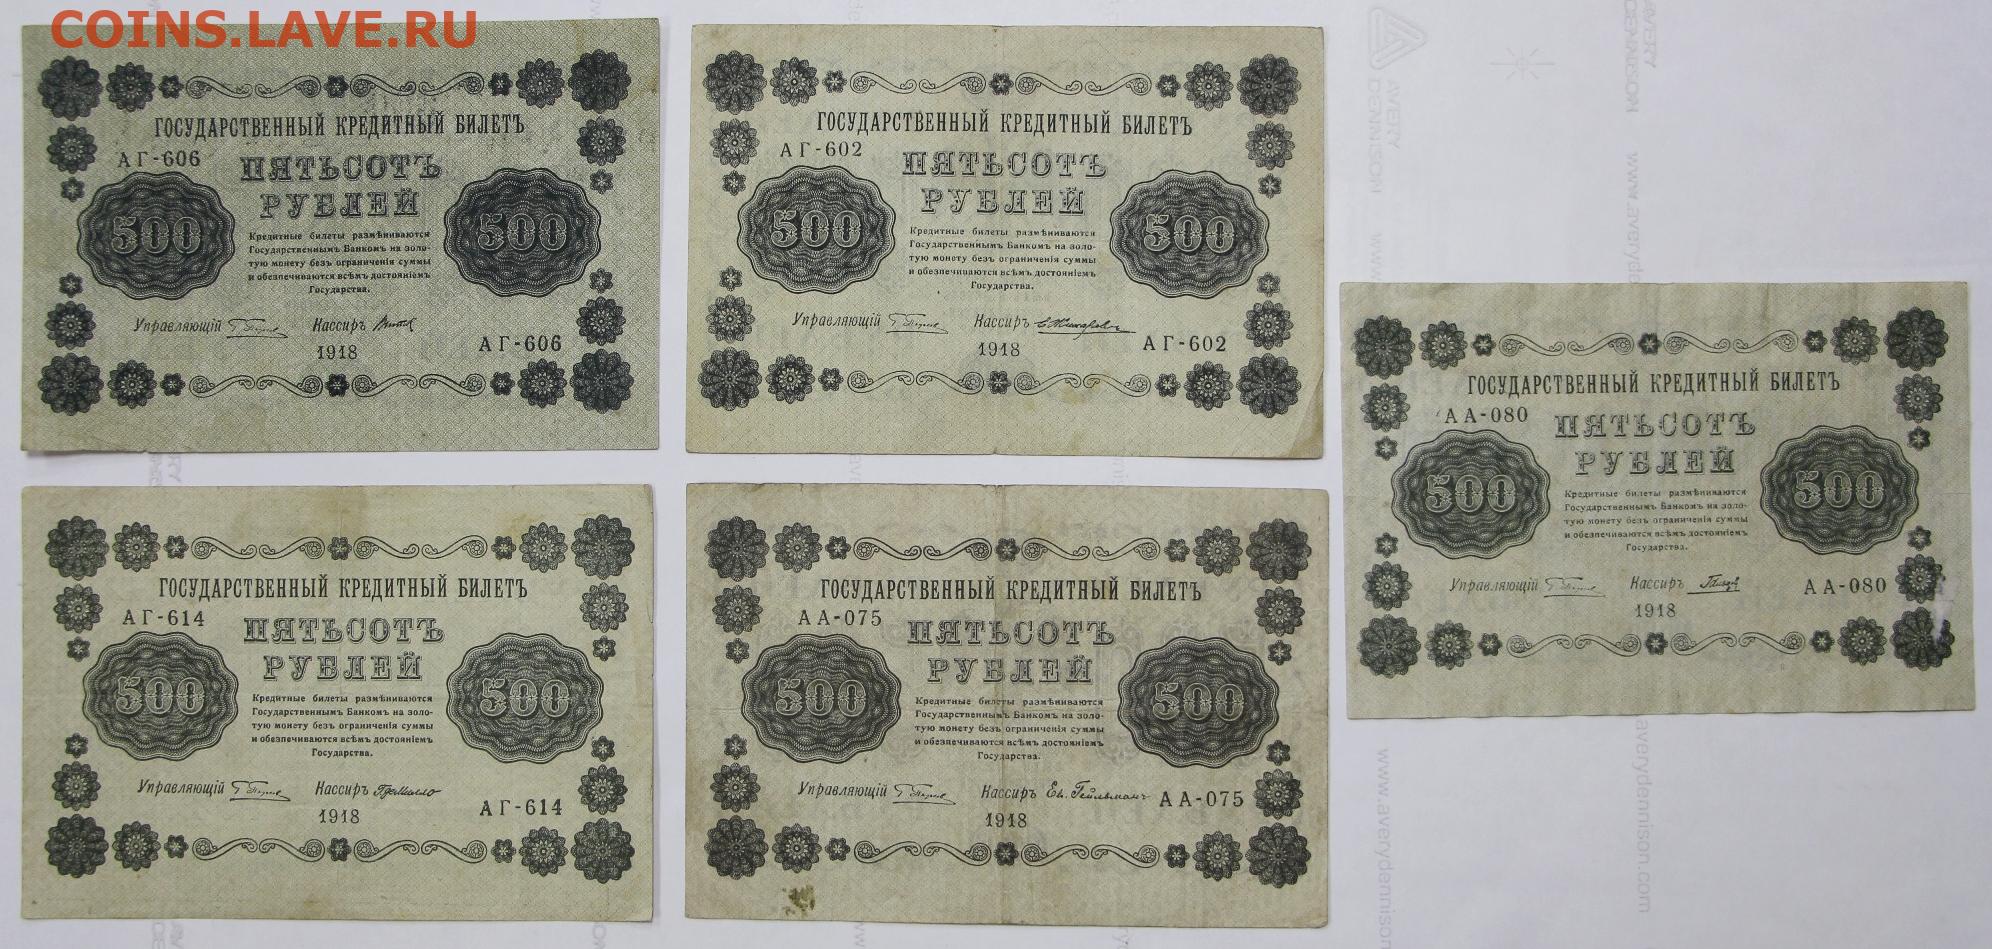 COINS.LAVE.RU
ГОСУДАРСТВЕННЫЙ КРЕДИТНЫЙ БИЛЕТЪ
АГ-606
ПЯТЬСОТЪ
РУБЛЕЙ
500
500
Кредитные билеты размѣниваются
Государственнымъ Банкомъ на золо-
тую монету безъ ограниченія суммы
и обезпечиваются всѣмъ достояніемъ
Государства.
Управляющій
Кассиръ
1918
АГ-606
ГОСУДАРСТВЕННЫЙ КРЕДИТНЫЙ БИЛЕТЪ
АГ-602
ПЯТЬСОТЪ
РУБЛЕЙ
500
500
Кредитные билеты размѣниваются
Государственнымъ Банкомъ на золо-
тую монету безъ ограниченія суммы
и обезпечиваются всѣмъ достояніемъ
Государства.
Управляющій
Кассиръ
1918
АГ-602
ГОСУДАРСТВЕННЫЙ КРЕДИТНЫЙ БИЛЕТЪ
АГ-614
ПЯТЬСОТЪ
РУБЛЕЙ
500
500
Кредитные билеты размѣниваются
Государственнымъ Банкомъ на золо-
тую монету безъ ограниченія суммы
и обезпечиваются всѣмъ достояніемъ
Государства.
Управляющій
Кассиръ ГдеМилло
1918
АГ-614
ГОСУДАРСТВЕННЫЙ КРЕДИТНЫЙ БИЛЕТЪ
АА-075
ПЯТЬСОТЪ
РУБЛЕЙ
500
500
Кредитные билеты размѣниваются
Государственнымъ Банкомъ на золо-
тую монету безъ ограниченія суммы
и обезпечиваются всѣмъ достояніемъ
Государства.
Управляющій
Кассиръ Ев. Гейльманъ
1918
АА-075
ГОСУДАРСТВЕННЫЙ КРЕДИТНЫЙ БИЛЕТЪ
АА-080
ПЯТЬСОТЪ
РУБЛЕЙ
500
500
Кредитные билеты размѣниваются
Государственнымъ Банкомъ на золо-
тую монету безъ ограниченія суммы
и обезпечиваются всѣмъ достояніемъ
Государства.
Управляющій
Кассиръ
1918
АА-080
AVERY
DENNISON
www.averydennison.com